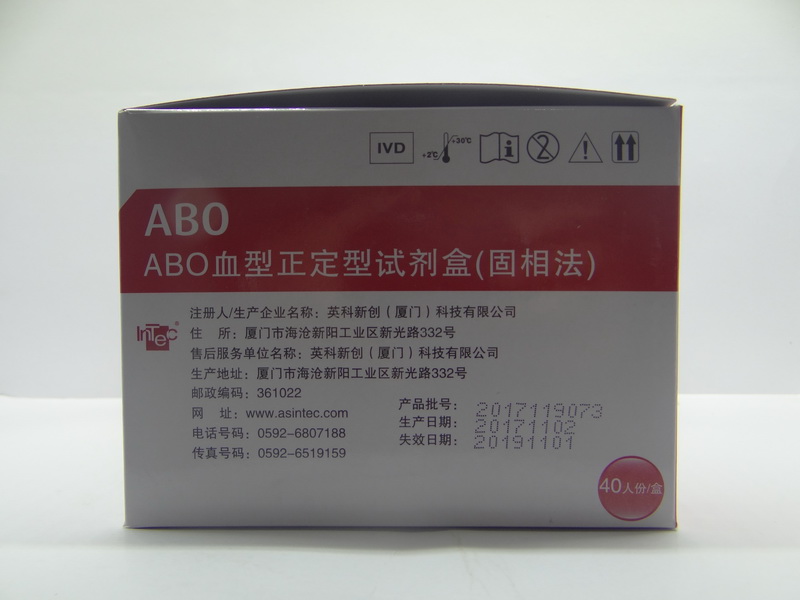 IVD
+2℃ +30℃
ABO
ABO血型正定型试剂盒(固相法)
InTec®
注册人/生产企业名称：英科新创（厦门）科技有限公司
住 所：厦门市海沧新阳工业区新光路332号
售后服务单位名称：英科新创（厦门）科技有限公司
生产地址：厦门市海沧新阳工业区新光路332号
邮政编码：361022
网 址：www.asintec.com
电话号码：0592-6807188
传真号码：0592-6519159
产品批号：2017119073
生产日期：20171102
失效日期：20191101
40人份/盒